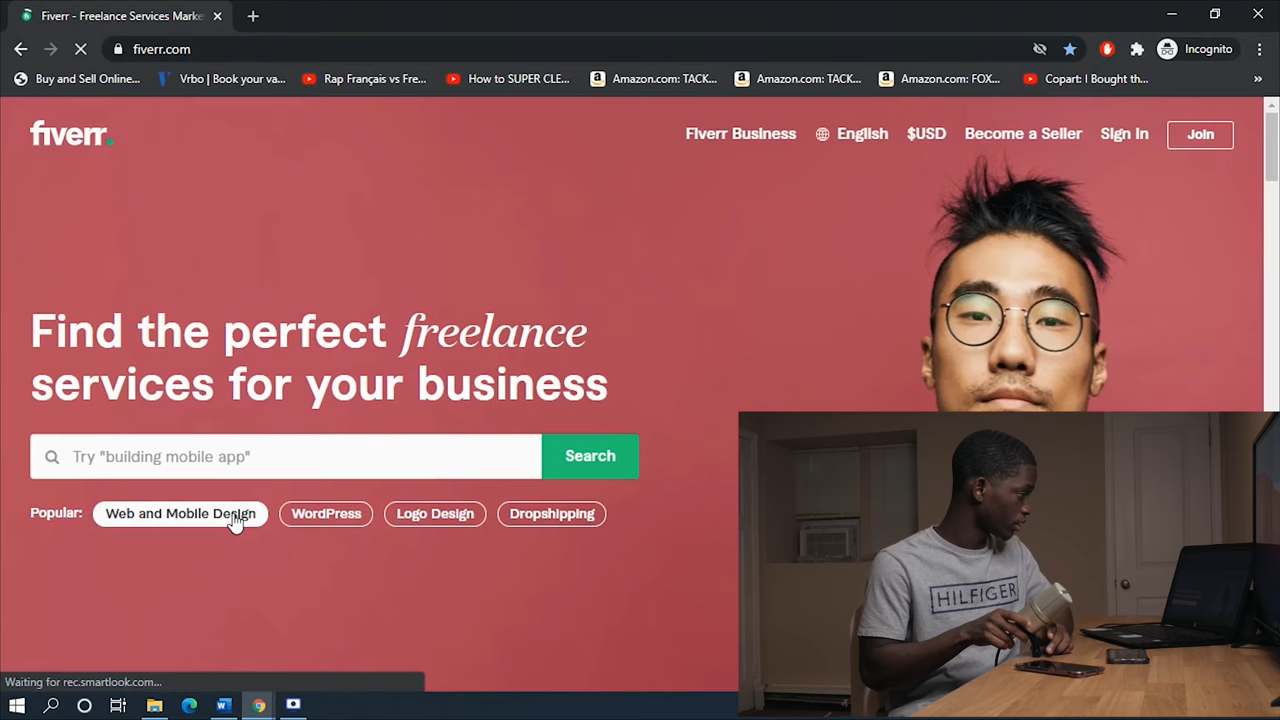 Fiverr - Freelance Services Marke
fiverr.com
Incognito
Buy and Sell Online...
Vrbo | Book your va...
Rap Français vs Fre...
How to SUPER CLE...
Amazon.com: TACK...
Amazon.com: TACK...
Amazon.com: FOX...
Copart: I Bought th...
»
fiverr.
Fiverr Business
English
$USD
Become a Seller
Sign In
Join
Find the perfect freelance
services for your business
Try "building mobile app"
Search
Popular:
Web and Mobile Design
WordPress
Logo Design
Dropshipping
HILFIGER
Waiting for rec.smartlook.com...